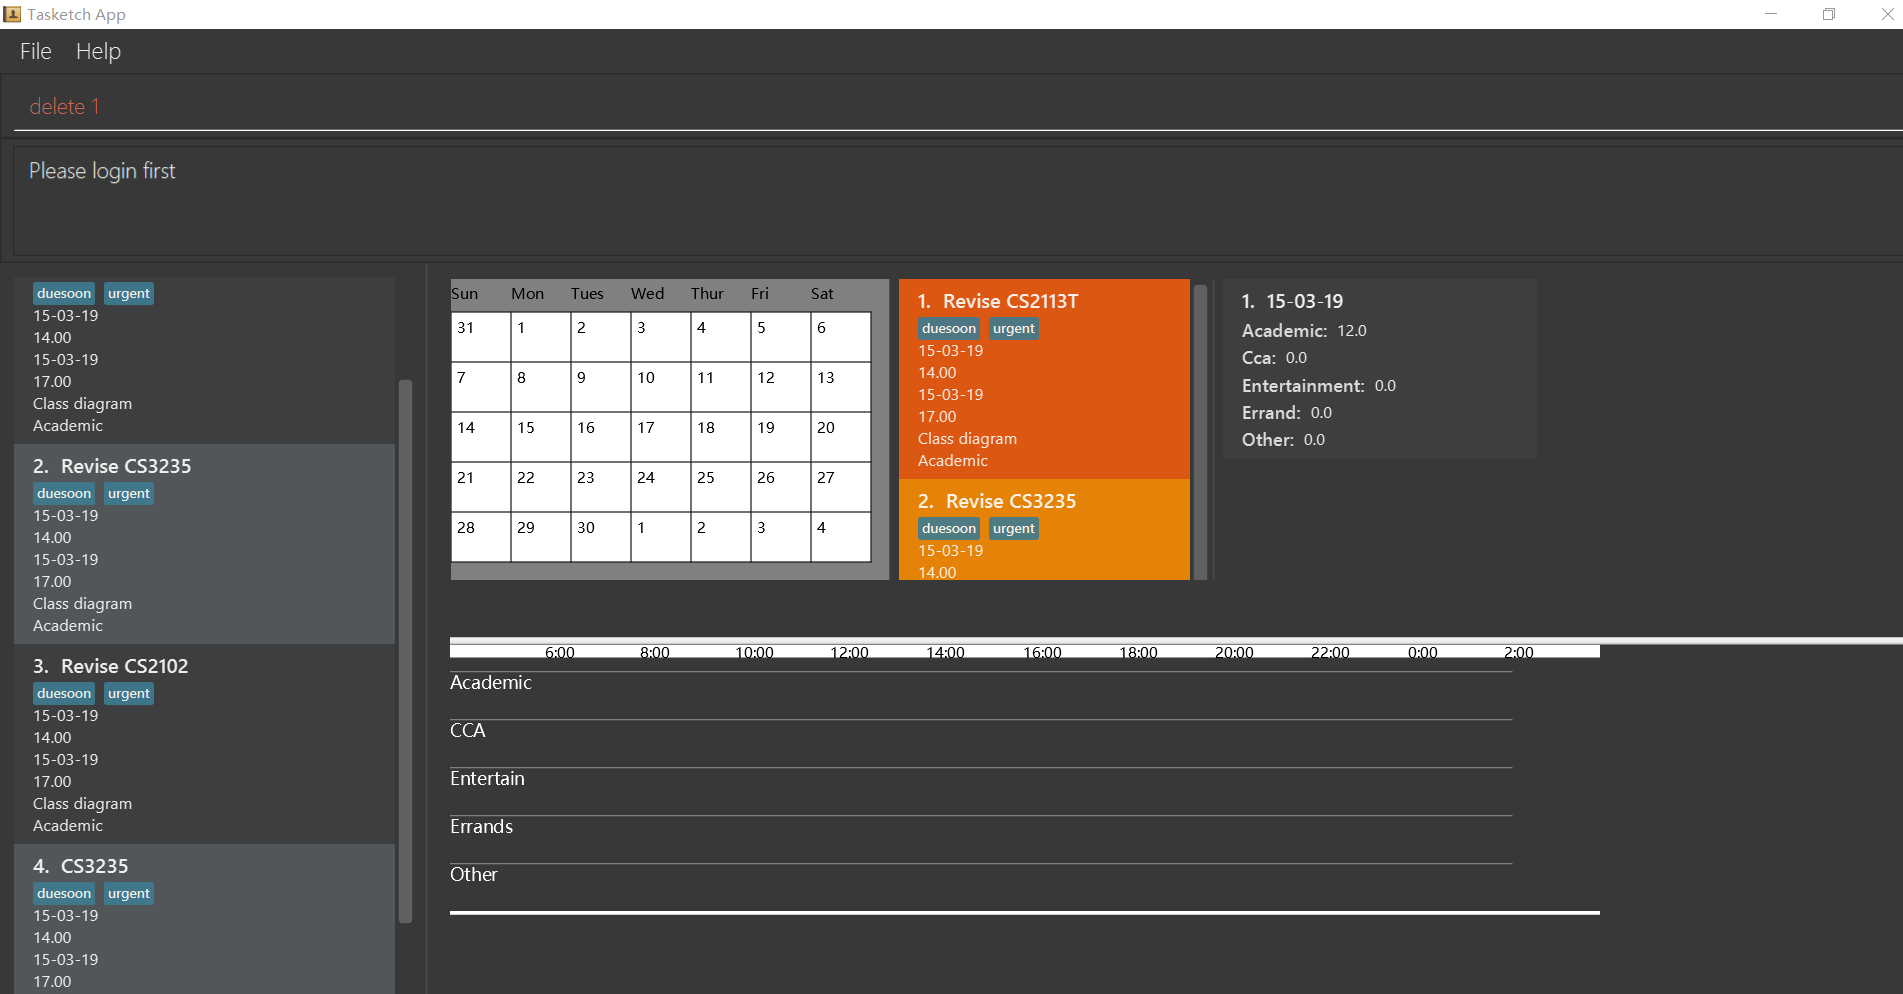 Tasketch App
File Help
delete 1
Please login first
duesoon urgent
15-03-19
14.00
15-03-19
17.00
Class diagram
Academic
2. Revise CS3235
duesoon urgent
15-03-19
14.00
15-03-19
17.00
Class diagram
Academic
3. Revise CS2102
duesoon urgent
15-03-19
14.00
15-03-19
17.00
Class diagram
Academic
4. CS3235
duesoon urgent
15-03-19
14.00
15-03-19
17.00
Sun Mon Tues Wed Thur Fri Sat
31 1 2 3 4 5 6
7 8 9 10 11 12 13
14 15 16 17 18 19 20
21 22 23 24 25 26 27
28 29 30 1 2 3 4
1. Revise CS2113T
duesoon urgent
15-03-19
14.00
15-03-19
17.00
Class diagram
Academic
2. Revise CS3235
duesoon urgent
15-03-19
14.00
1. 15-03-19
Academic: 12.0
Cca: 0.0
Entertainment: 0.0
Errand: 0.0
Other: 0.0
6:00 8:00 10:00 12:00 14:00 16:00 18:00 20:00 22:00 0:00 2:00
Academic
CCA
Entertain
Errands
Other